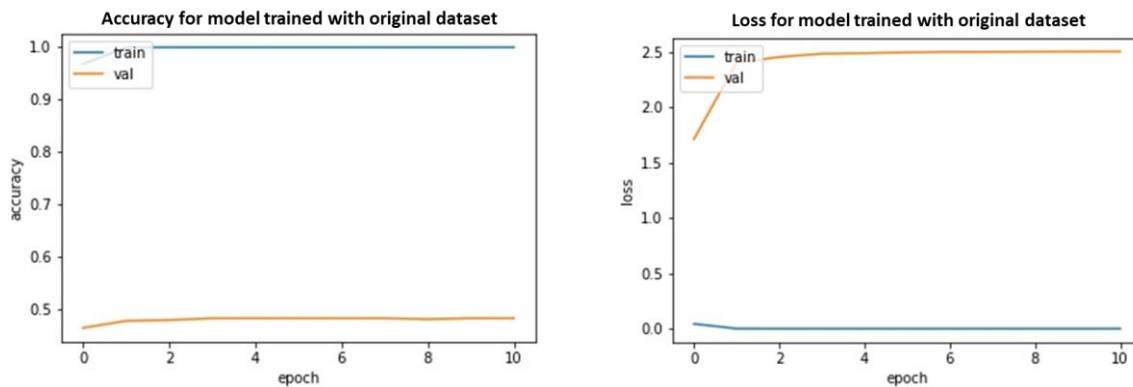 Accuracy for model trained with original dataset
1.0
0.9
0.8
0.7
0.6
0.5
accuracy
train
val
0 2 4 6 8 10
epoch
Loss for model trained with original dataset
2.5
2.0
1.5
1.0
0.5
0.0
loss
train
val
0 2 4 6 8 10
epoch